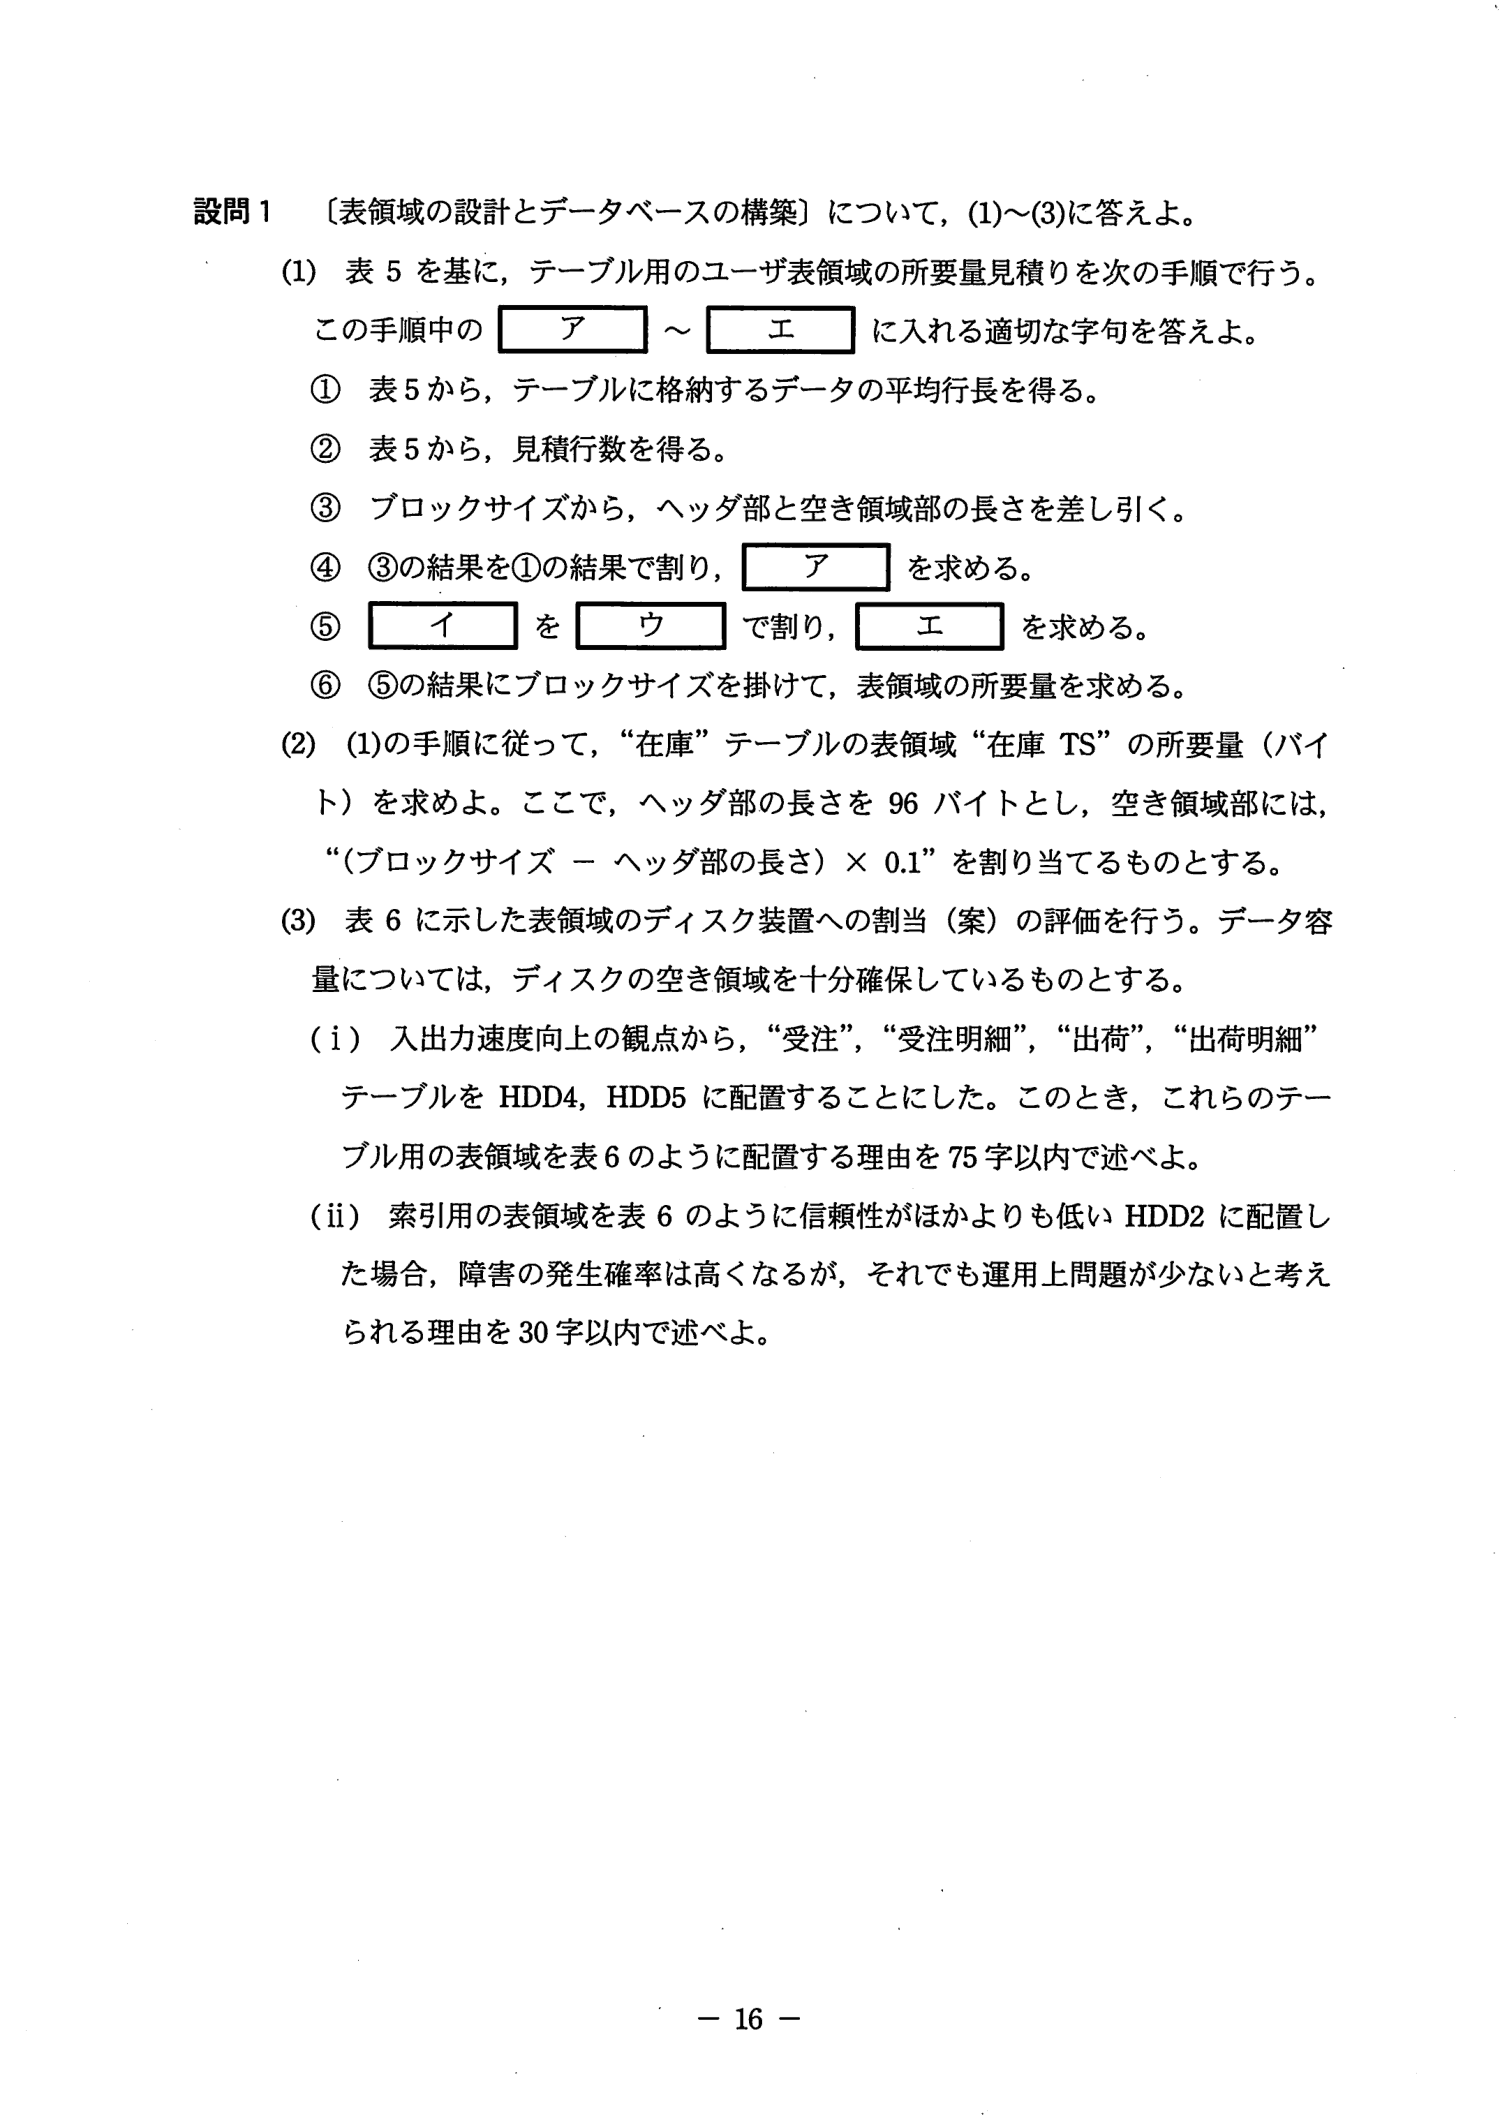 設問1 〔表領域の設計とデータベースの構築〕について，(1)～(3)に答えよ。
(1) 表5を基に，テーブル用のユーザ表領域の所要量見積りを次の手順で行う。
この手順中の ア ～ エ に入れる適切な字句を答えよ。
① 表5から，テーブルに格納するデータの平均行長を得る。
② 表5から，見積行数を得る。
③ ブロックサイズから，ヘッダ部と空き領域部の長さを差し引く。
④ ③の結果を①の結果で割り， ア を求める。
⑤ イ を ウ で割り， エ を求める。
⑥ ⑤の結果にブロックサイズを掛けて，表領域の所要量を求める。
(2) (1)の手順に従って，“在庫”テーブルの表領域“在庫 TS”の所要量（バイ
ト）を求めよ。ここで，ヘッダ部の長さを 96 バイトとし，空き領域部には，
“（ブロックサイズ － ヘッダ部の長さ）× 0.1”を割り当てるものとする。
(3) 表6に示した表領域のディスク装置への割当（案）の評価を行う。データ容
量については，ディスクの空き領域を十分確保しているものとする。
(ⅰ) 入出力速度向上の観点から，“受注”，“受注明細”，“出荷”，“出荷明細”
テーブルを HDD4，HDD5 に配置することにした。このとき，これらのテー
ブル用の表領域を表6のように配置する理由を75字以内で述べよ。
(ⅱ) 索引用の表領域を表6のように信頼性がほかよりも低い HDD2 に配置し
た場合，障害の発生確率は高くなるが，それでも運用上問題が少ないと考え
られる理由を30字以内で述べよ。
－ 16 －